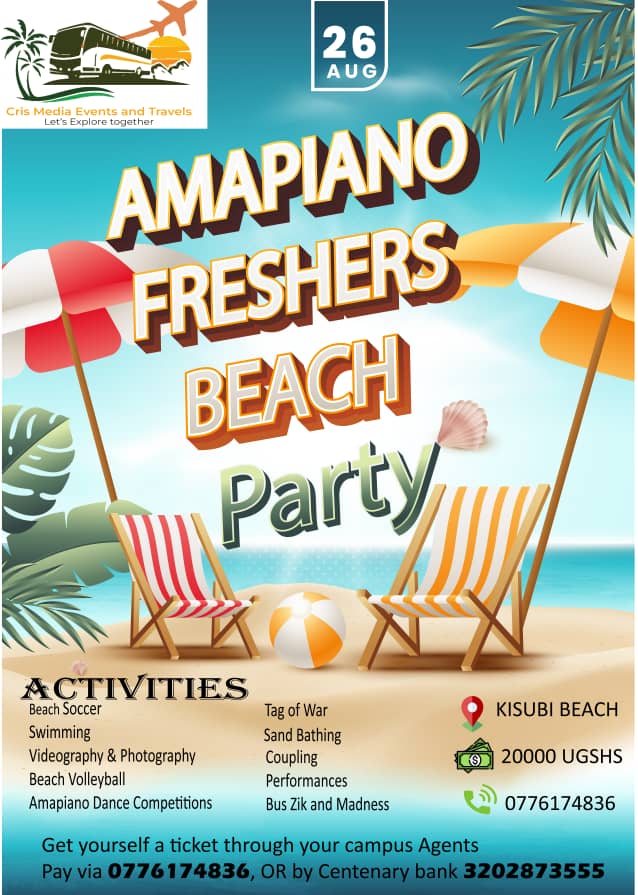 Cris Media Events and Travels
Let's Explore together
26
AUG
AMAPIANO
FRESHERS
BEACH
Party
ACTIVITIES
Beach Soccer
Swimming
Videography & Photography
Beach Volleyball
Amapiano Dance Competitions
Tag of War
Sand Bathing
Coupling
Performances
Bus Zik and Madness
KISUBI BEACH
20000 UGSHS
0776174836
Get yourself a ticket through your campus Agents
Pay via 0776174836, OR by Centenary bank 3202873555